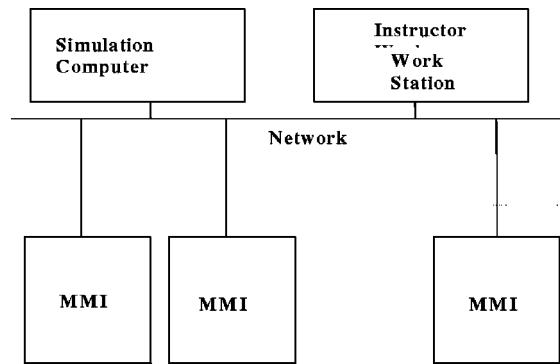 Simulation
Computer
Instructor
Work
Station
Network
MMI
MMI
MMI